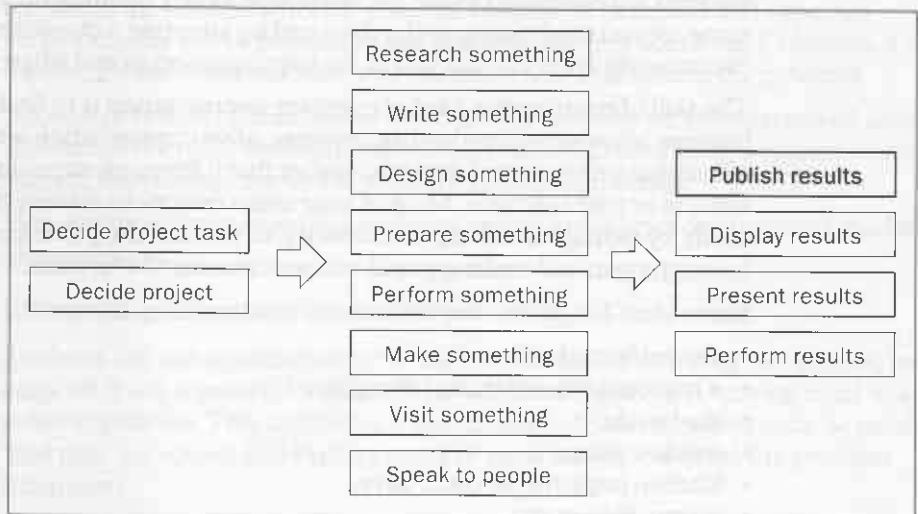 Decide project task
Decide project
Research something
Write something
Design something
Prepare something
Perform something
Make something
Visit something
Speak to people
Publish results
Display results
Present results
Perform results